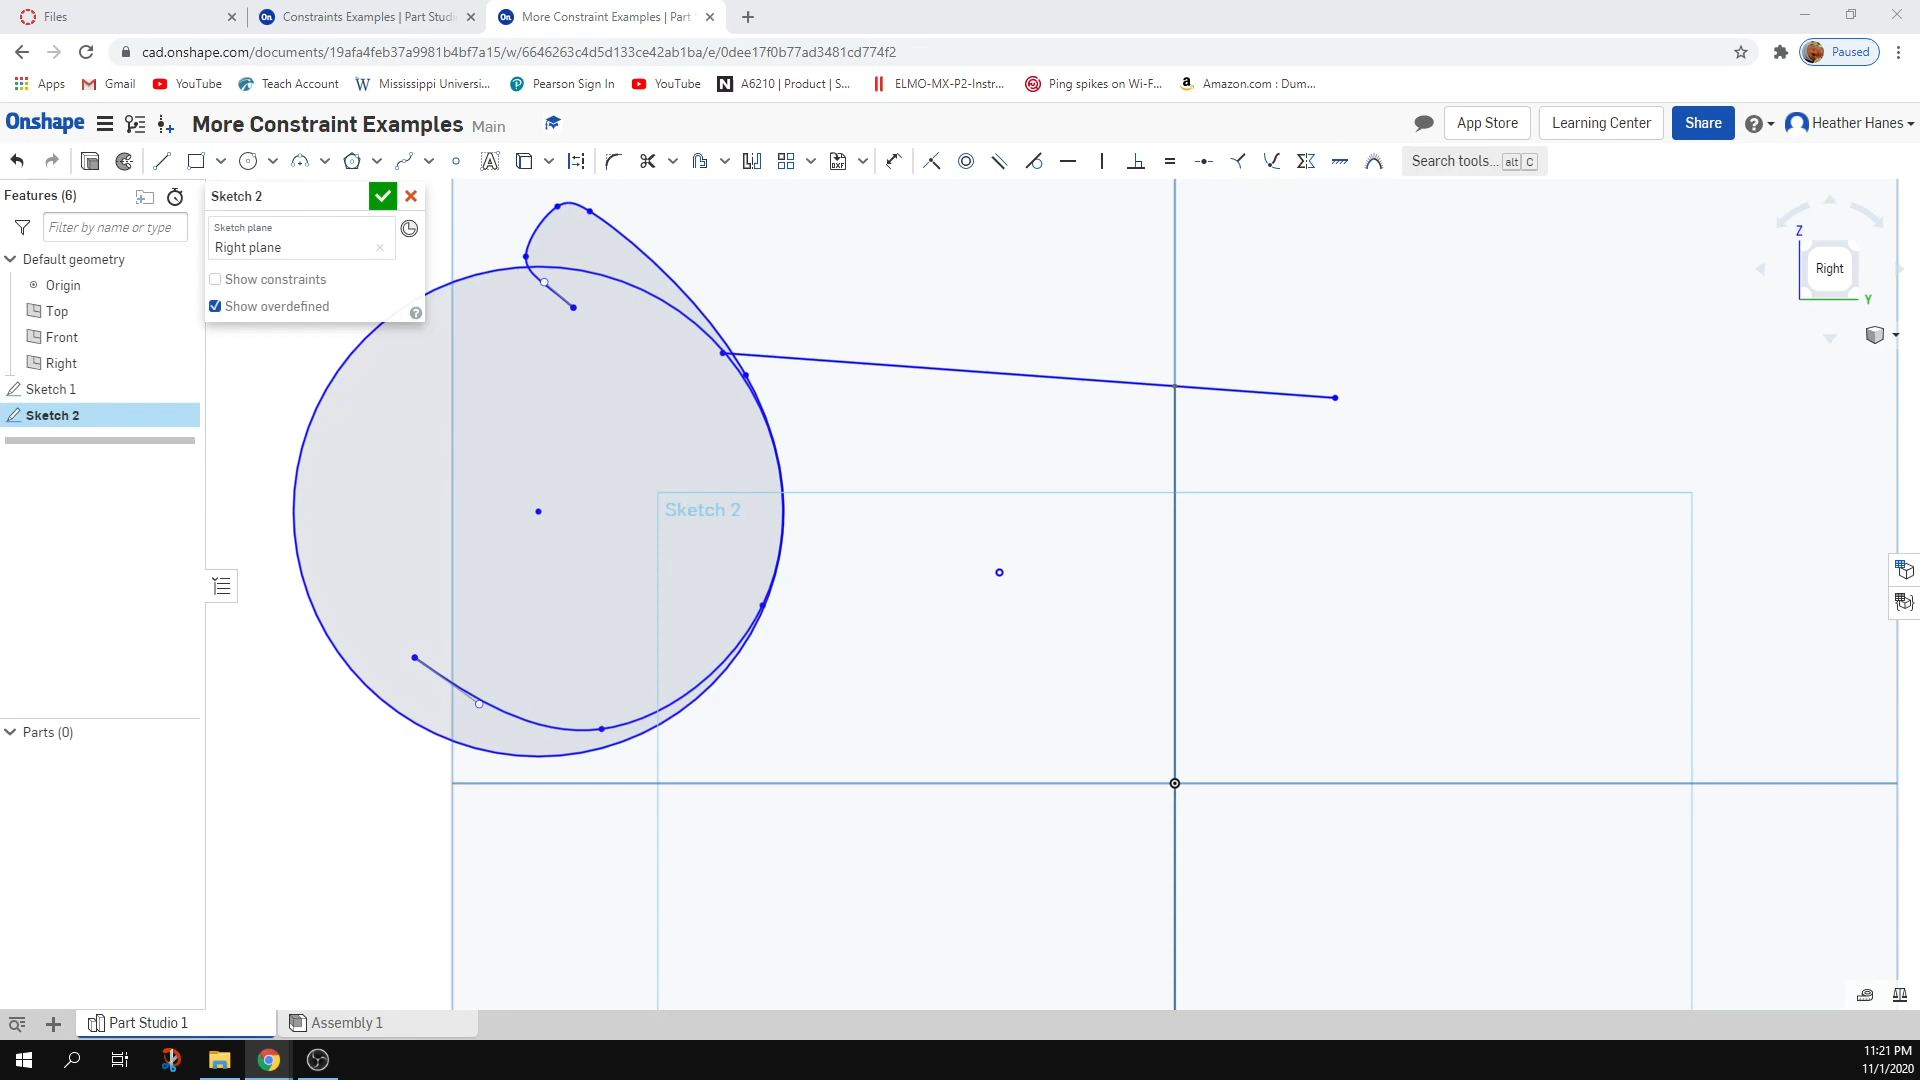 Files
Constraints Examples | Part Studi
More Constraint Examples | Part
cad.onshape.com/documents/19afa4feb37a9981b4bf7a15/w/6646263c4d5d133ce42ab1ba/e/0dee17f0b77ad3481cd774f2
Paused
Apps
Gmail
YouTube
Teach Account
Mississippi Universi...
Pearson Sign In
YouTube
A6210 | Product | S...
ELMO-MX-P2-Instr...
Ping spikes on Wi-F...
Amazon.com : Dum...
Onshape
More Constraint Examples Main
App Store
Learning Center
Share
Heather Hanes
Search tools... alt C
Features (6)
Filter by name or type
Default geometry
Origin
Top
Front
Right
Sketch 1
Sketch 2
Parts (0)
Sketch 2
Sketch plane
Right plane
Show constraints
Show overdefined
Sketch 2
Z
Right
Y
Part Studio 1
Assembly 1
11:21 PM
11/1/2020